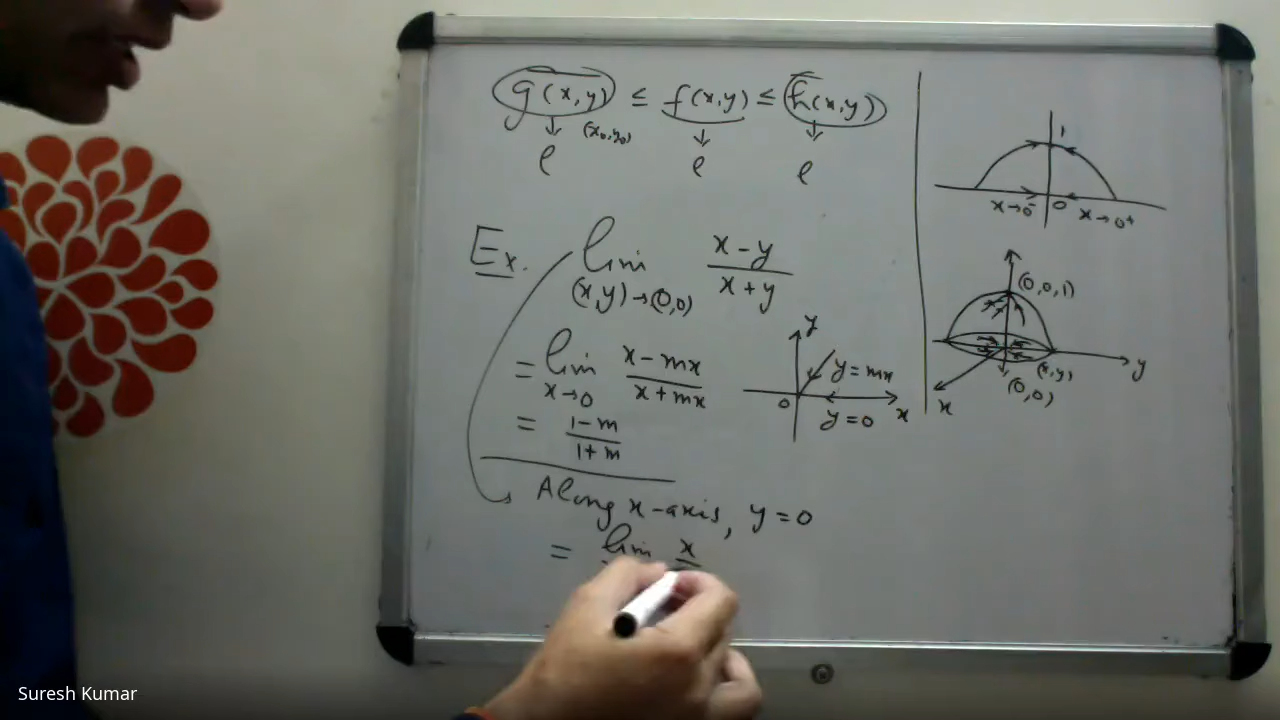 g(x,y) ≤ f(x,y) ≤ h(x,y)
↓ (x₀,y₀) ↓ ↓
l l l
Ex. lim x-y / x+y
(x,y)→(0,0)
= lim x-mx / x+mx
x→0
= 1-m / 1+m
Along x-axis, y=0
= lim x
y
y=mx
0
y=0 x
1
x→0⁻ 0 x→0⁺
(0,0,1)
(x,y) y
x (0,0)
Suresh Kumar